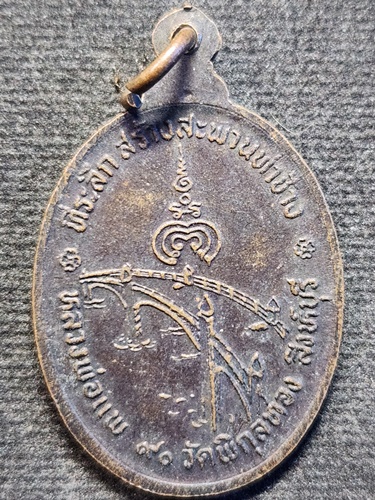 ที่ระลึก สร้างสะพานท่าช้าง
หลวงพ่อแพ ๙๐ วัดพิกุลทอง สิงห์บุรี